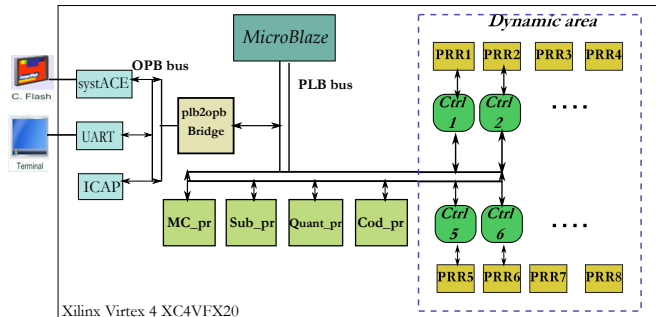 Dynamic area
MicroBlaze
PRR1 PRR2 PRR3 PRR4
OPB bus
systACE
C. Flash
PLB bus
plb2opb
Bridge
Ctrl
1
Ctrl
2
....
UART
Terminal
ICAP
MC_pr Sub_pr Quant_pr Cod_pr
Ctrl
5
Ctrl
6
....
PRR5 PRR6 PRR7 PRR8
Xilinx Virtex 4 XC4VFX20